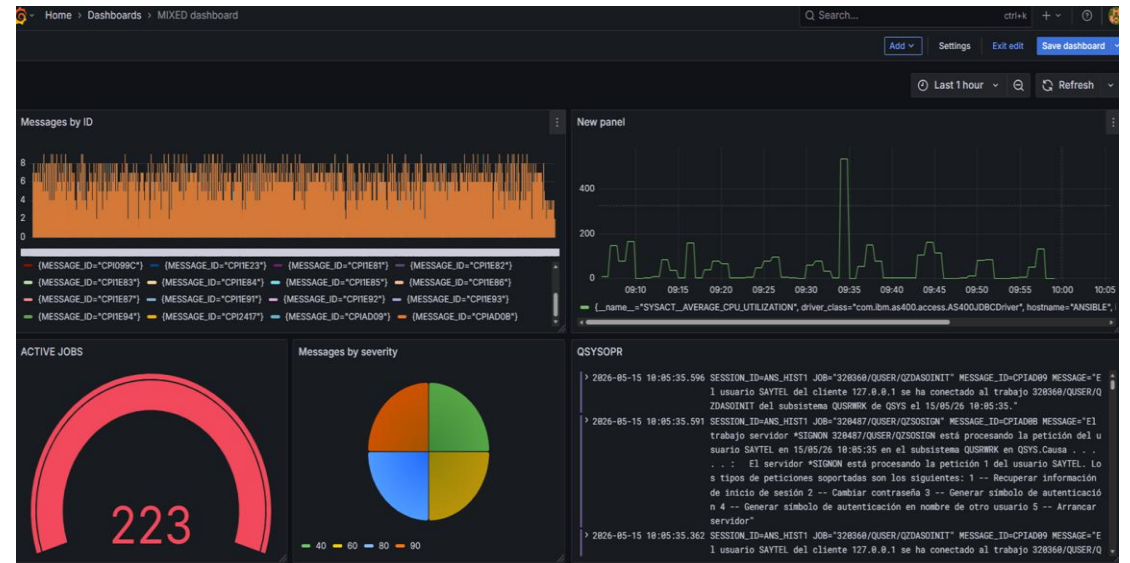 Home › Dashboards › MIXED dashboard
Search...
ctrl+k
Add
Settings
Exit edit
Save dashboard
Last 1 hour
Refresh
Messages by ID
8
6
4
2
0
{MESSAGE_ID="CPI099C"} {MESSAGE_ID="CPI1E23"} {MESSAGE_ID="CPI1E81"} {MESSAGE_ID="CPI1E82"}
{MESSAGE_ID="CPI1E83"} {MESSAGE_ID="CPI1E84"} {MESSAGE_ID="CPI1E85"} {MESSAGE_ID="CPI1E86"}
{MESSAGE_ID="CPI1E87"} {MESSAGE_ID="CPI1E91"} {MESSAGE_ID="CPI1E92"} {MESSAGE_ID="CPI1E93"}
{MESSAGE_ID="CPI1E94"} {MESSAGE_ID="CPI2417"} {MESSAGE_ID="CPIAD09"} {MESSAGE_ID="CPIAD0B"}
New panel
400
200
0
09:10 09:15 09:20 09:25 09:30 09:35 09:40 09:45 09:50 09:55 10:00 10:05
{__name__="SYSACT__AVERAGE_CPU_UTILIZATION", driver_class="com.ibm.as400.access.AS400JDBCDriver", hostname="ANSIBLE",
ACTIVE JOBS
223
Messages by severity
40 60 80 90
QSYSOPR
2026-05-15 10:05:35.596 SESSION_ID=ANS_HIST1 JOB="320360/QUSER/QZDASOINIT" MESSAGE_ID=CPIAD09 MESSAGE="E
l usuario SAYTEL del cliente 127.0.0.1 se ha conectado al trabajo 320360/QUSER/Q
ZDASOINIT del subsistema QUSRWRK de QSYS el 15/05/26 10:05:35."
2026-05-15 10:05:35.591 SESSION_ID=ANS_HIST1 JOB="320487/QUSER/QZSOSIGN" MESSAGE_ID=CPIAD0B MESSAGE="El
trabajo servidor *SIGNON 320487/QUSER/QZSOSIGN está procesando la petición del u
suario SAYTEL en 15/05/26 10:05:35 en el subsistema QUSRWRK en QSYS.Causa . . .
. . :   El servidor *SIGNON está procesando la petición 1 del usuario SAYTEL. Lo
s tipos de peticiones soportadas son los siguientes: 1 -- Recuperar información
de inicio de sesión 2 -- Cambiar contraseña 3 -- Generar símbolo de autenticació
n 4 -- Generar símbolo de autenticación en nombre de otro usuario 5 -- Arrancar
servidor"
2026-05-15 10:05:35.362 SESSION_ID=ANS_HIST1 JOB="320360/QUSER/QZDASOINIT" MESSAGE_ID=CPIAD09 MESSAGE="E
l usuario SAYTEL del cliente 127.0.0.1 se ha conectado al trabajo 320360/QUSER/Q